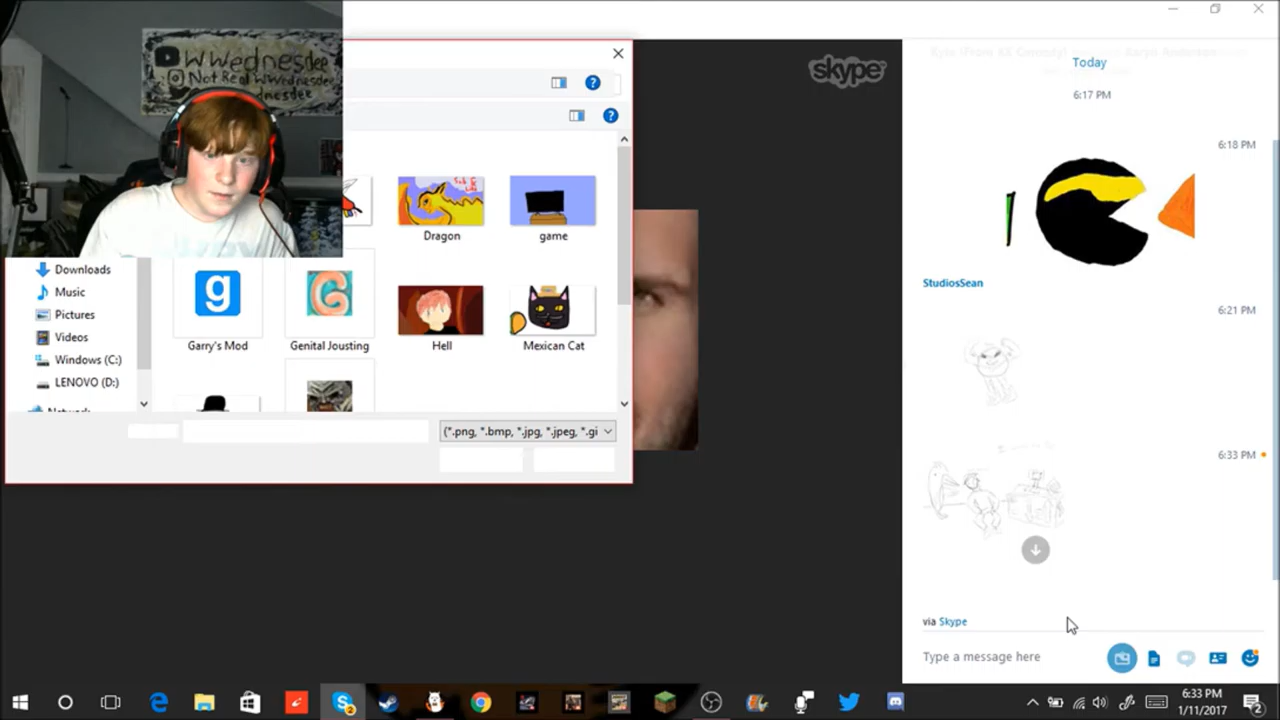 WWednesdee
Not Real WWednesdee
skype
Today
6:17 PM
6:18 PM
Dragon
game
Downloads
Music
Pictures
Videos
Windows (C:)
LENOVO (D:)
Garry's Mod
Genital Jousting
Hell
Mexican Cat
(*.png, *.bmp, *.jpg, *.jpeg, *.gi
StudiosSean
6:21 PM
6:33 PM
via Skype
Type a message here
6:33 PM
1/11/2017
2